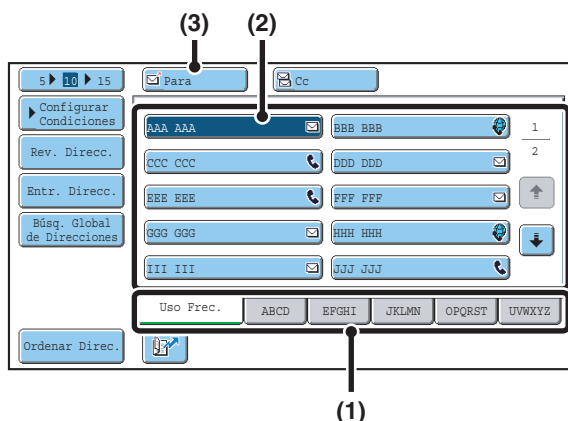 (3) (2)
5 10 15 Para Cc
Configurar
Condiciones
Rev. Direcc.
Entr. Direcc.
Búsq. Global
de Direcciones
Ordenar Direc.
AAA AAA BBB BBB
CCC CCC DDD DDD
EEE EEE FFF FFF
GGG GGG HHH HHH
III III JJJ JJJ
1
2
Uso Frec. ABCD EFGHI JKLMN OPQRST UVWXYZ
(1)